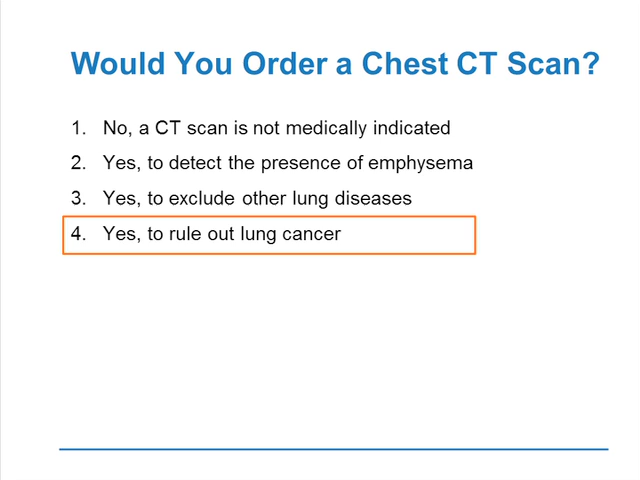 Would You Order a Chest CT Scan?
1. No, a CT scan is not medically indicated
2. Yes, to detect the presence of emphysema
3. Yes, to exclude other lung diseases
4. Yes, to rule out lung cancer